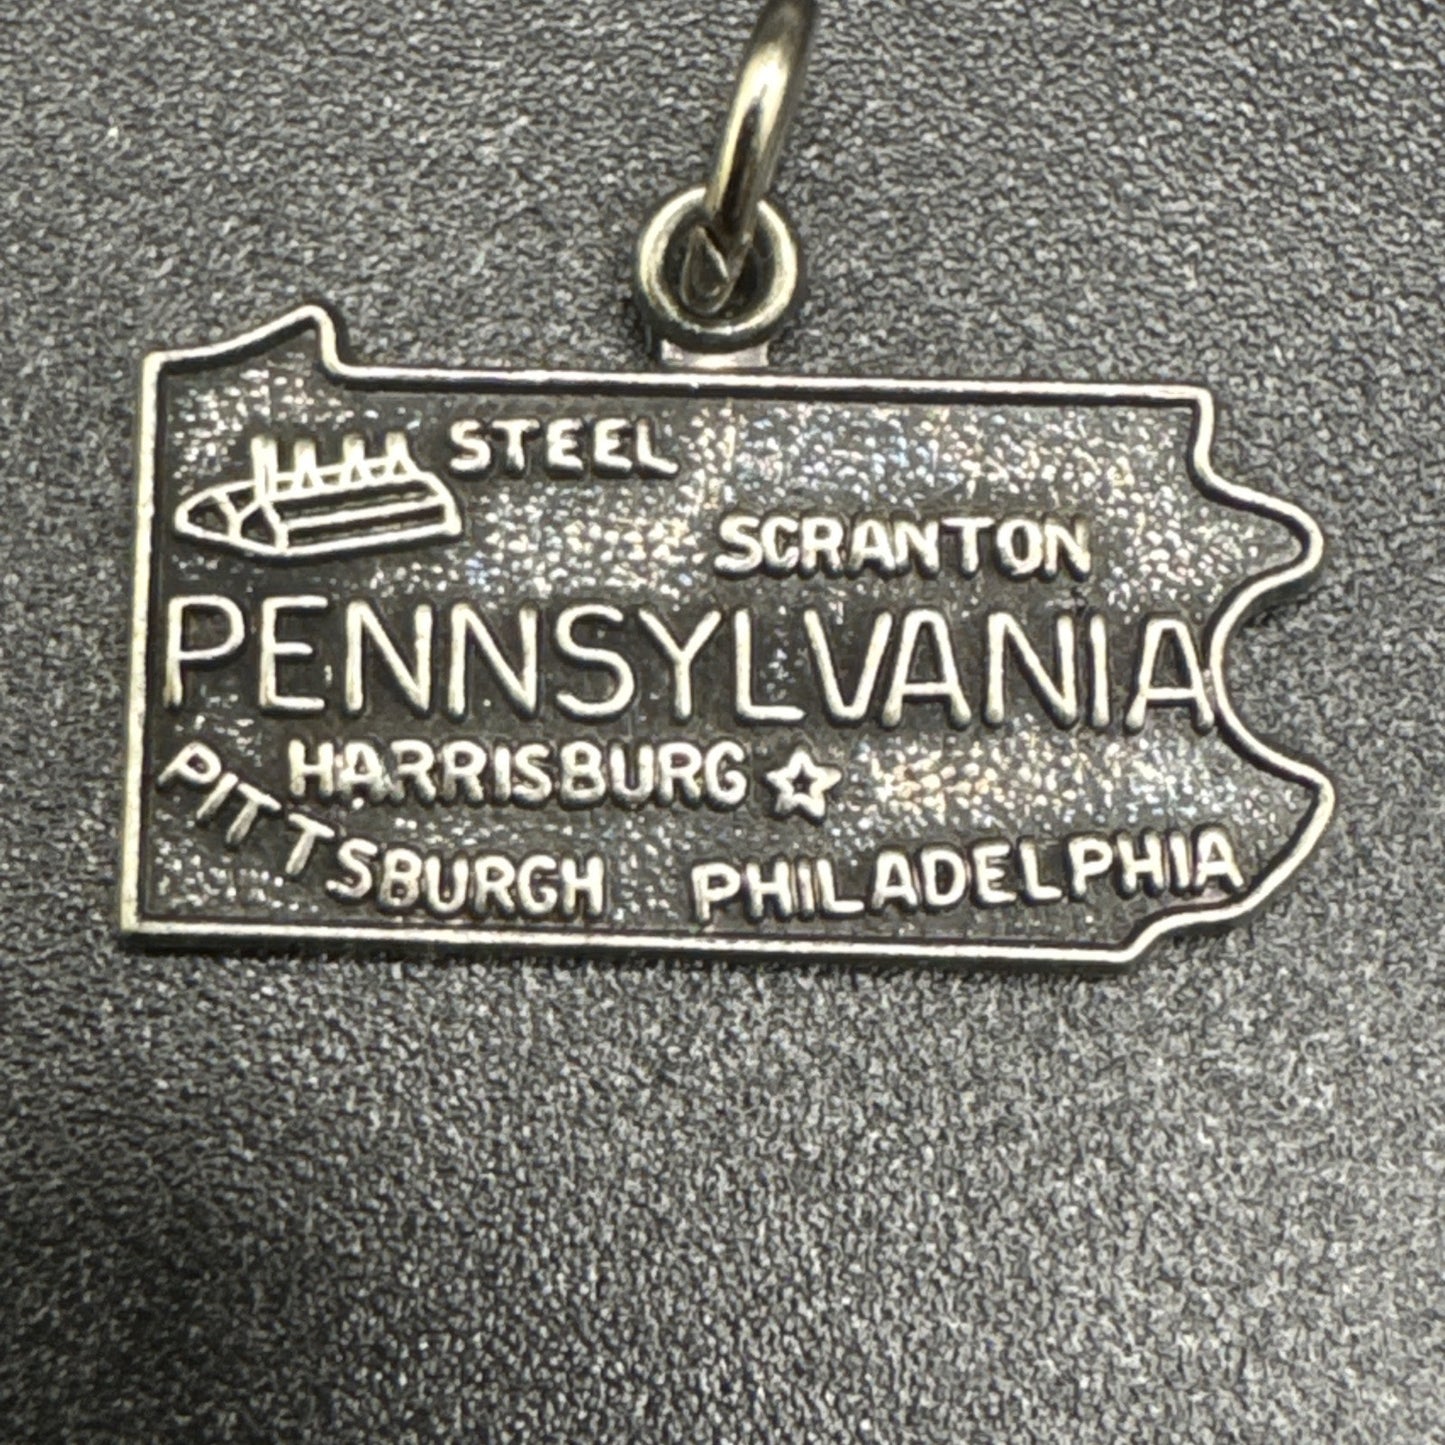 STEEL
SCRANTON
PENNSYLVANIA
HARRISBURG
PITTSBURGH
PHILADELPHIA